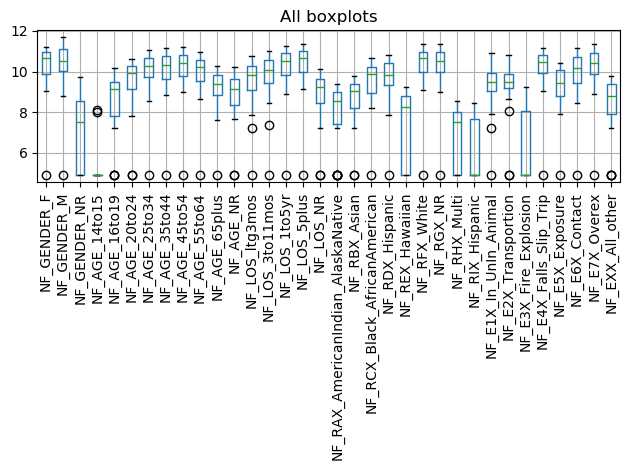 All boxplots
12
10
8
6
NF_GENDER_F
NF_GENDER_M
NF_GENDER_NR
NF_AGE_14to15
NF_AGE_16to19
NF_AGE_20to24
NF_AGE_25to34
NF_AGE_35to44
NF_AGE_45to54
NF_AGE_55to64
NF_AGE_65plus
NF_AGE_NR
NF_LOS_ltg3mos
NF_LOS_3to11mos
NF_LOS_1to5yr
NF_LOS_5plus
NF_LOS_NR
NF_RAX_AmericanIndian_AlaskaNative
NF_RBX_Asian
NF_RCX_Black_AfricanAmerican
NF_RDX_Hispanic
NF_REX_Hawaiian
NF_RFX_White
NF_RGX_NR
NF_RHX_Multi
NF_RIX_Hispanic
NF_E1X_In_UnIn_Animal
NF_E2X_Transportion
NF_E3X_Fire_Explosion
NF_E4X_Falls_Slip_Trip
NF_E5X_Exposure
NF_E6X_Contact
NF_E7X_Overex
NF_EXX_All_other